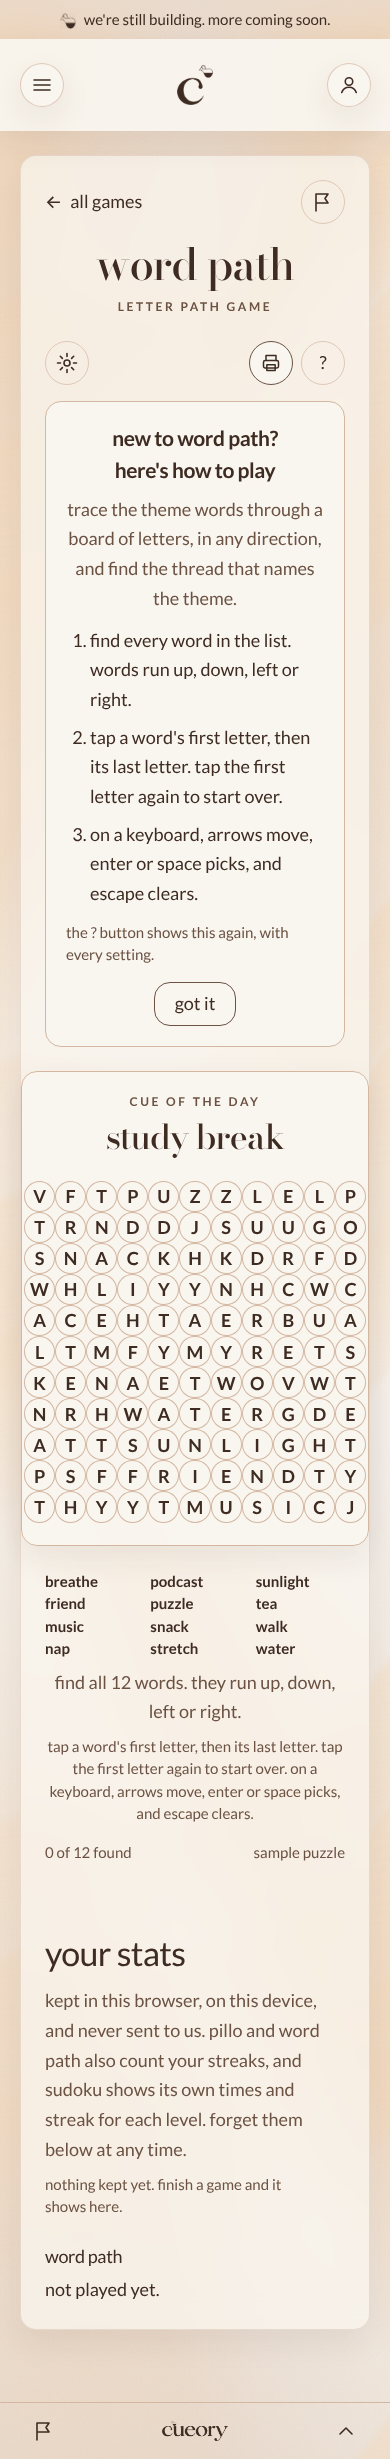 we're still building. more coming soon.
c
← all games
word path
LETTER PATH GAME
?
new to word path?
here's how to play
trace the theme words through a
board of letters, in any direction,
and find the thread that names
the theme.
1. find every word in the list.
words run up, down, left or
right.
2. tap a word's first letter, then
its last letter. tap the first
letter again to start over.
3. on a keyboard, arrows move,
enter or space picks, and
escape clears.
the ? button shows this again, with
every setting.
got it
CUE OF THE DAY
study break
V F T P U Z Z L E L P
T R N D D J S U U G O
S N A C K H K D R F D
W H L I Y Y N H C W C
A C E H T A E R B U A
L T M F Y M Y R E T S
K E N A E T W O V W T
N R H W A T E R G D E
A T T S U N L I G H T
P S F F R I E N D T Y
T H Y Y T M U S I C J
breathe podcast sunlight
friend puzzle tea
music snack walk
nap stretch water
find all 12 words. they run up, down,
left or right.
tap a word's first letter, then its last letter. tap
the first letter again to start over. on a
keyboard, arrows move, enter or space picks,
and escape clears.
0 of 12 found sample puzzle
your stats
kept in this browser, on this device,
and never sent to us. pillo and word
path also count your streaks, and
sudoku shows its own times and
streak for each level. forget them
below at any time.
nothing kept yet. finish a game and it
shows here.
word path
not played yet.
cueory